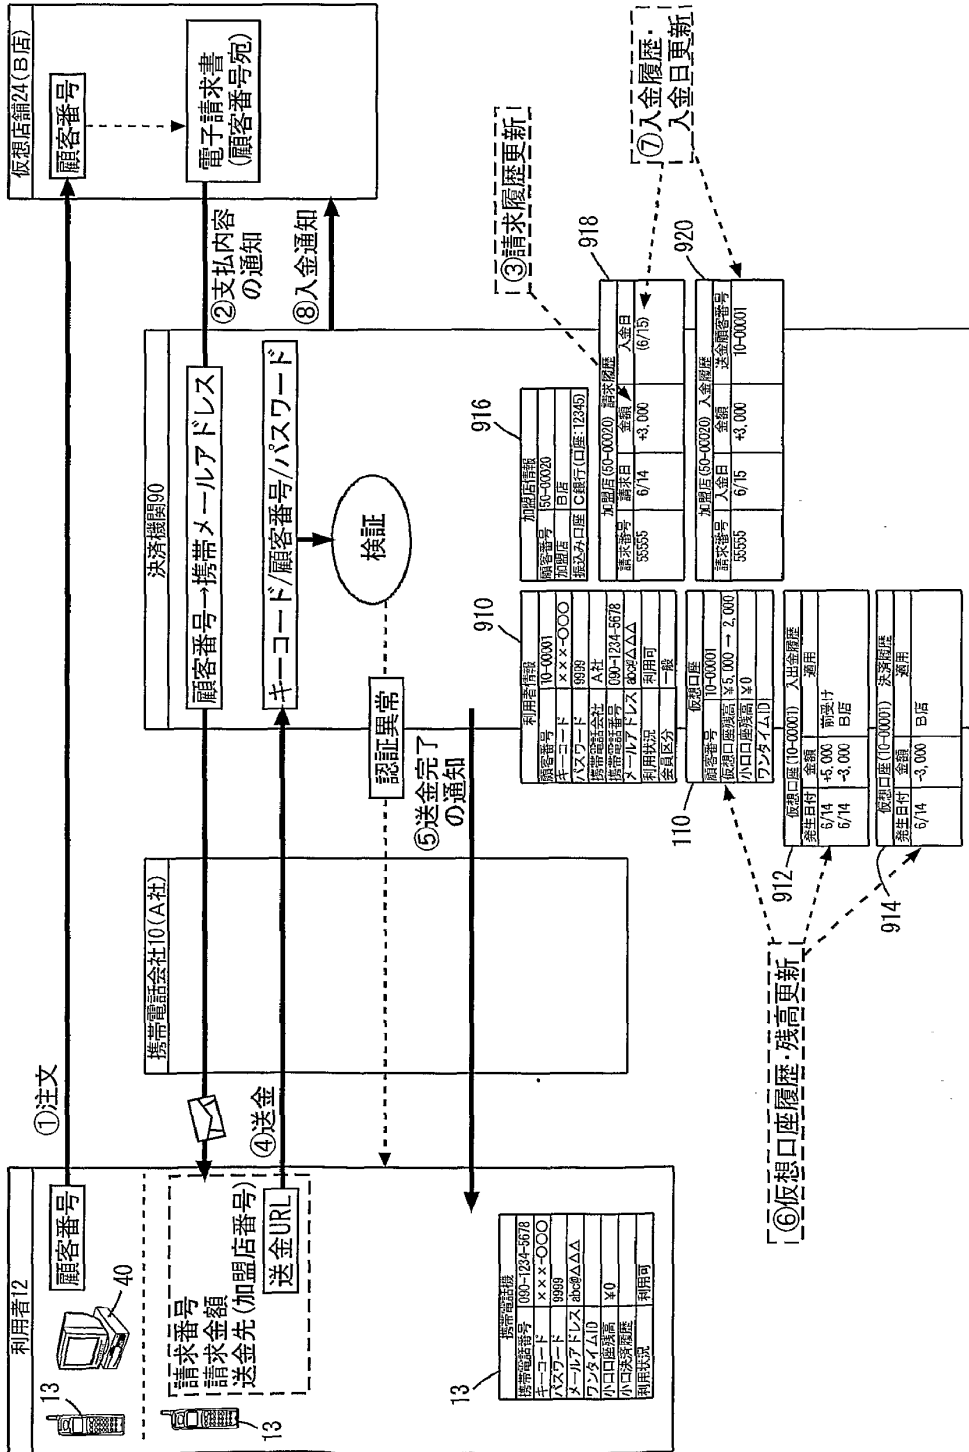 利用者12
13
40
顧客番号
①注文
13
請求番号
請求金額
送金先(加盟店番号)
送金URL
④送金
13
携帯電話機
携帯電話番号 090-1234-5678
キーコード ×××-○○○
パスワード 9999
メールアドレス abc@△△△
ワンタイムID
小口口座残高 ¥0
小口決済履歴
利用状況 利用可
携帯電話会社10(A社)
決済機関90
顧客番号→携帯メールアドレス
キーコード/顧客番号/パスワード
検証
認証異常
⑤送金完了
の通知
②支払内容
の通知
⑧入金通知
仮想店舗24(B店)
顧客番号
電子請求書
(顧客番号宛)
910
利用者情報
顧客番号 10-00001
キーコード ×××-○○○
パスワード 9999
携帯電話会社 A社
携帯電話番号 090-1234-5678
メールアドレス abc@△△△
利用状況 利用可
会員区分 一般
110
仮想口座
顧客番号 10-00001
仮想口座残高 ¥5,000 → 2,000
小口口座残高 ¥0
ワンタイムID
912
仮想口座(10-00001) 入出金履歴
発生日付 金額 適用
6/14 +5,000 前受け
6/14 -3,000 B店
914
仮想口座(10-00001) 決済履歴
発生日付 金額 適用
6/14 -3,000 B店
⑥仮想口座履歴・残高更新
916
加盟店情報
顧客番号 50-00020
加盟店 B店
振込み口座 C銀行(口座:12345)
918
加盟店(50-00020) 請求履歴
請求番号 請求日 金額 入金日
55555 6/14 +3,000 (6/15)
920
加盟店(50-00020) 入金履歴
請求番号 入金日 金額 送金顧客番号
55555 6/15 +3,000 10-00001
③請求履歴更新
⑦入金履歴・
入金日更新